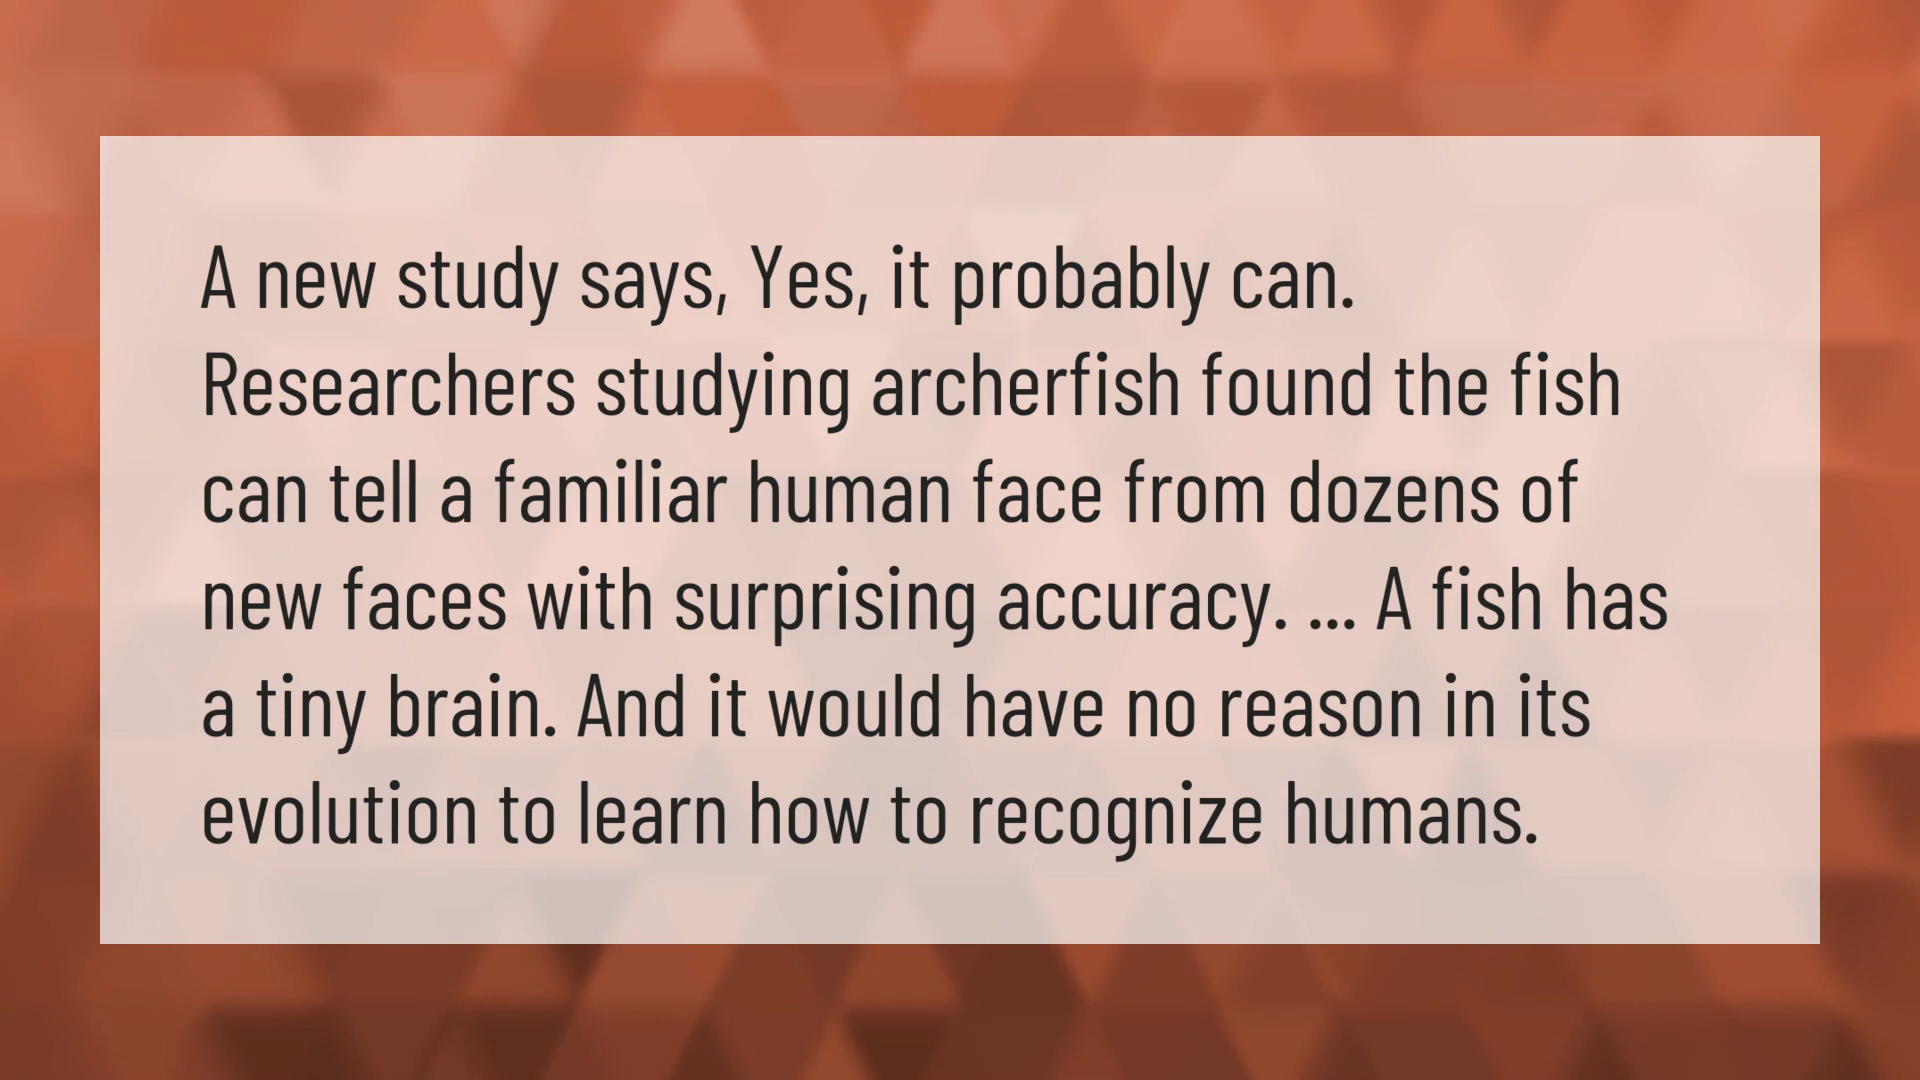 A new study says, Yes, it probably can.
Researchers studying archerfish found the fish
can tell a familiar human face from dozens of
new faces with surprising accuracy. ... A fish has
a tiny brain. And it would have no reason in its
evolution to learn how to recognize humans.